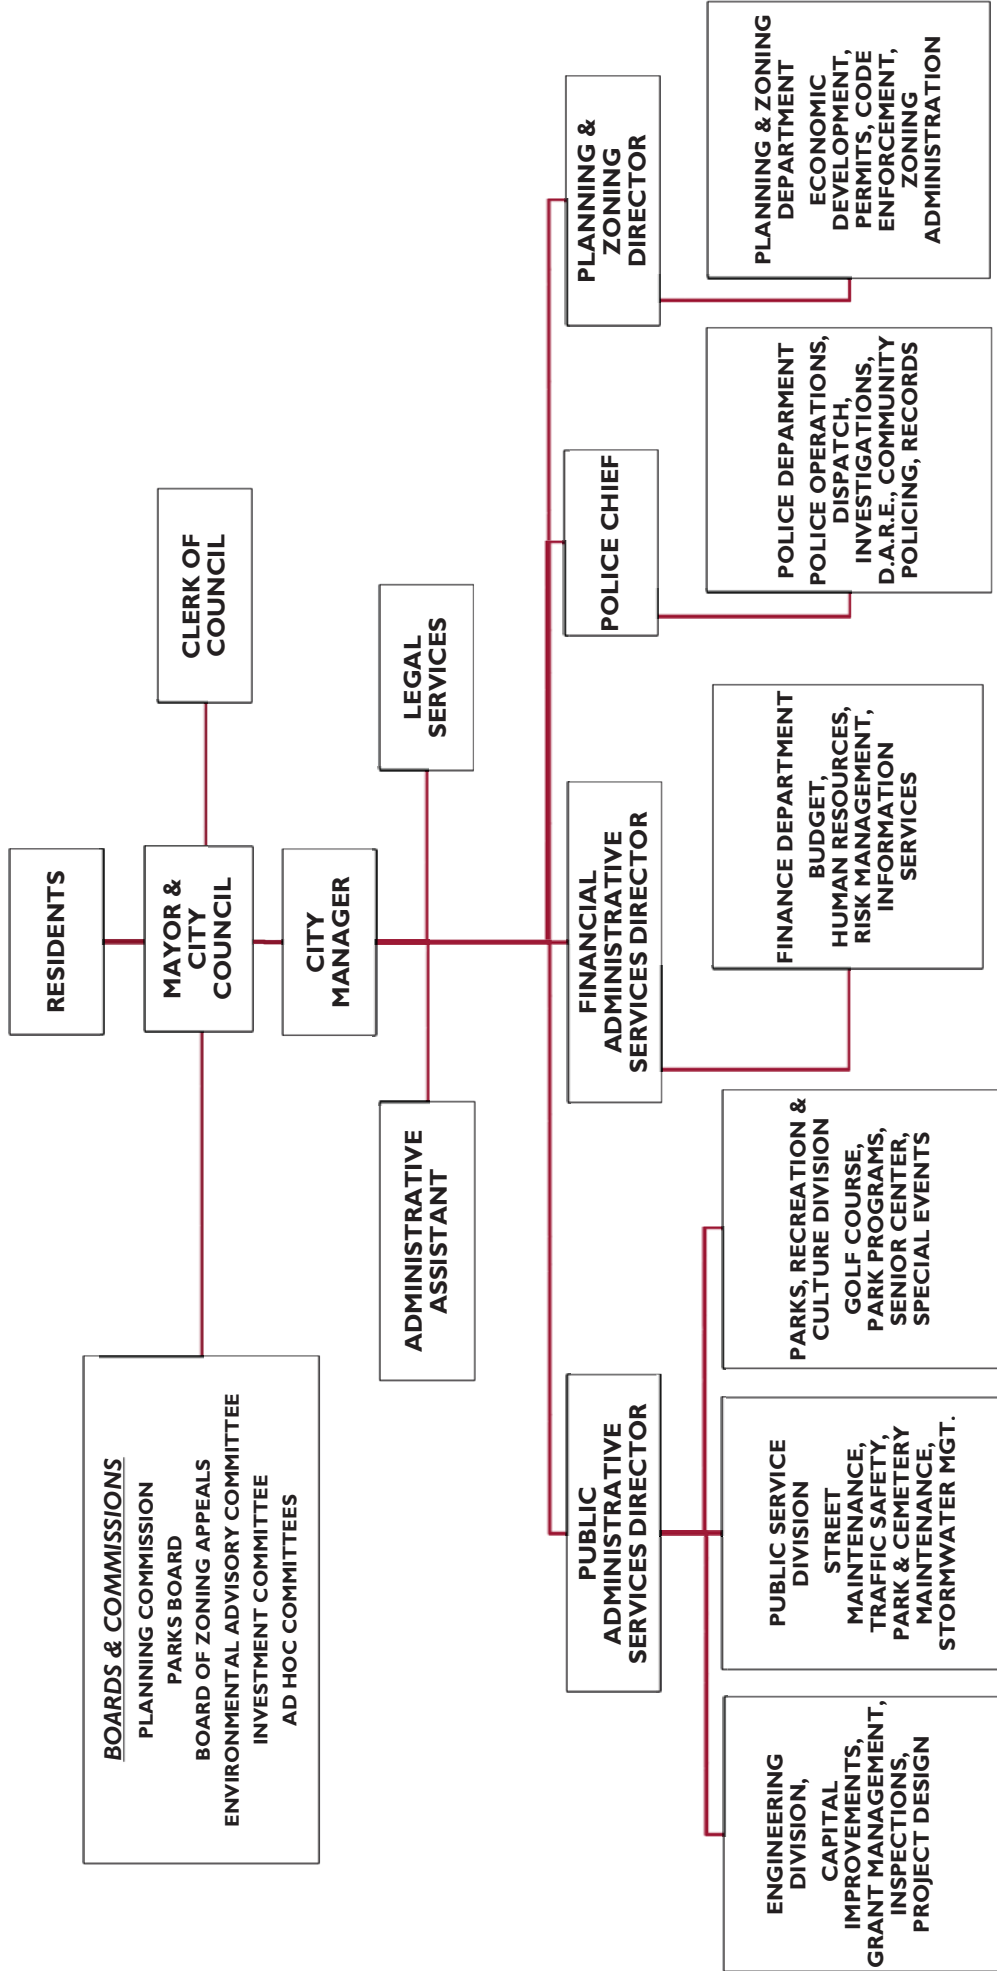 RESIDENTS
BOARDS & COMMISSIONS
PLANNING COMMISSION
PARKS BOARD
BOARD OF ZONING APPEALS
ENVIRONMENTAL ADVISORY COMMITTEE
INVESTMENT COMMITTEE
AD HOC COMMITTEES
MAYOR &
CITY
COUNCIL
CLERK OF
COUNCIL
CITY
MANAGER
ADMINISTRATIVE
ASSISTANT
LEGAL
SERVICES
PUBLIC
ADMINISTRATIVE
SERVICES DIRECTOR
FINANCIAL
ADMINISTRATIVE
SERVICES DIRECTOR
POLICE CHIEF
PLANNING &
ZONING
DIRECTOR
ENGINEERING
DIVISION,
CAPITAL
IMPROVEMENTS,
GRANT MANAGEMENT,
INSPECTIONS,
PROJECT DESIGN
PUBLIC SERVICE
DIVISION
STREET
MAINTENANCE,
TRAFFIC SAFETY,
PARK & CEMETERY
MAINTENANCE,
STORMWATER MGT.
PARKS, RECREATION &
CULTURE DIVISION
GOLF COURSE,
PARK PROGRAMS,
SENIOR CENTER,
SPECIAL EVENTS
FINANCE DEPARTMENT
BUDGET,
HUMAN RESOURCES,
RISK MANAGEMENT,
INFORMATION
SERVICES
POLICE DEPARMENT
POLICE OPERATIONS,
DISPATCH,
INVESTIGATIONS,
D.A.R.E., COMMUNITY
POLICING, RECORDS
PLANNING & ZONING
DEPARTMENT
ECONOMIC
DEVELOPMENT,
PERMITS, CODE
ENFORCEMENT,
ZONING
ADMINISTRATION